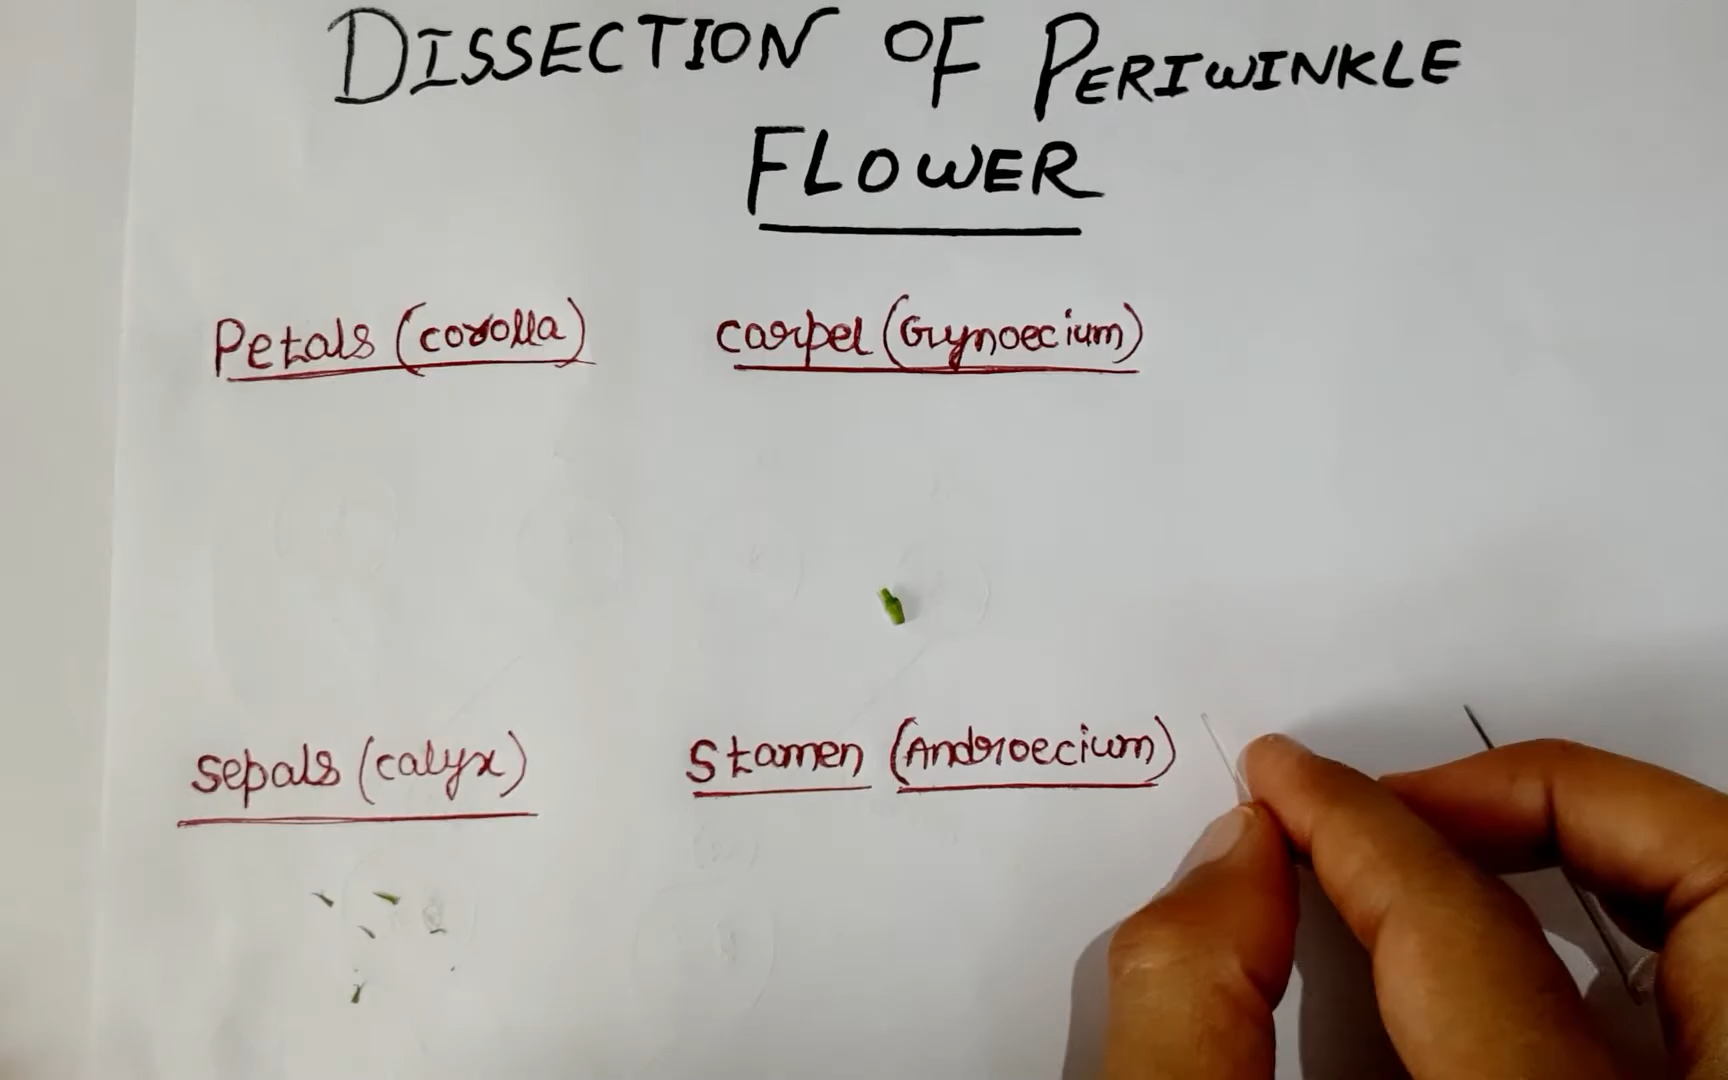 DISSECTION OF PERIWINKLE
FLOWER
Petals (corolla)
carpel (Gynoecium)
sepals (calyx)
Stamen (Androecium)